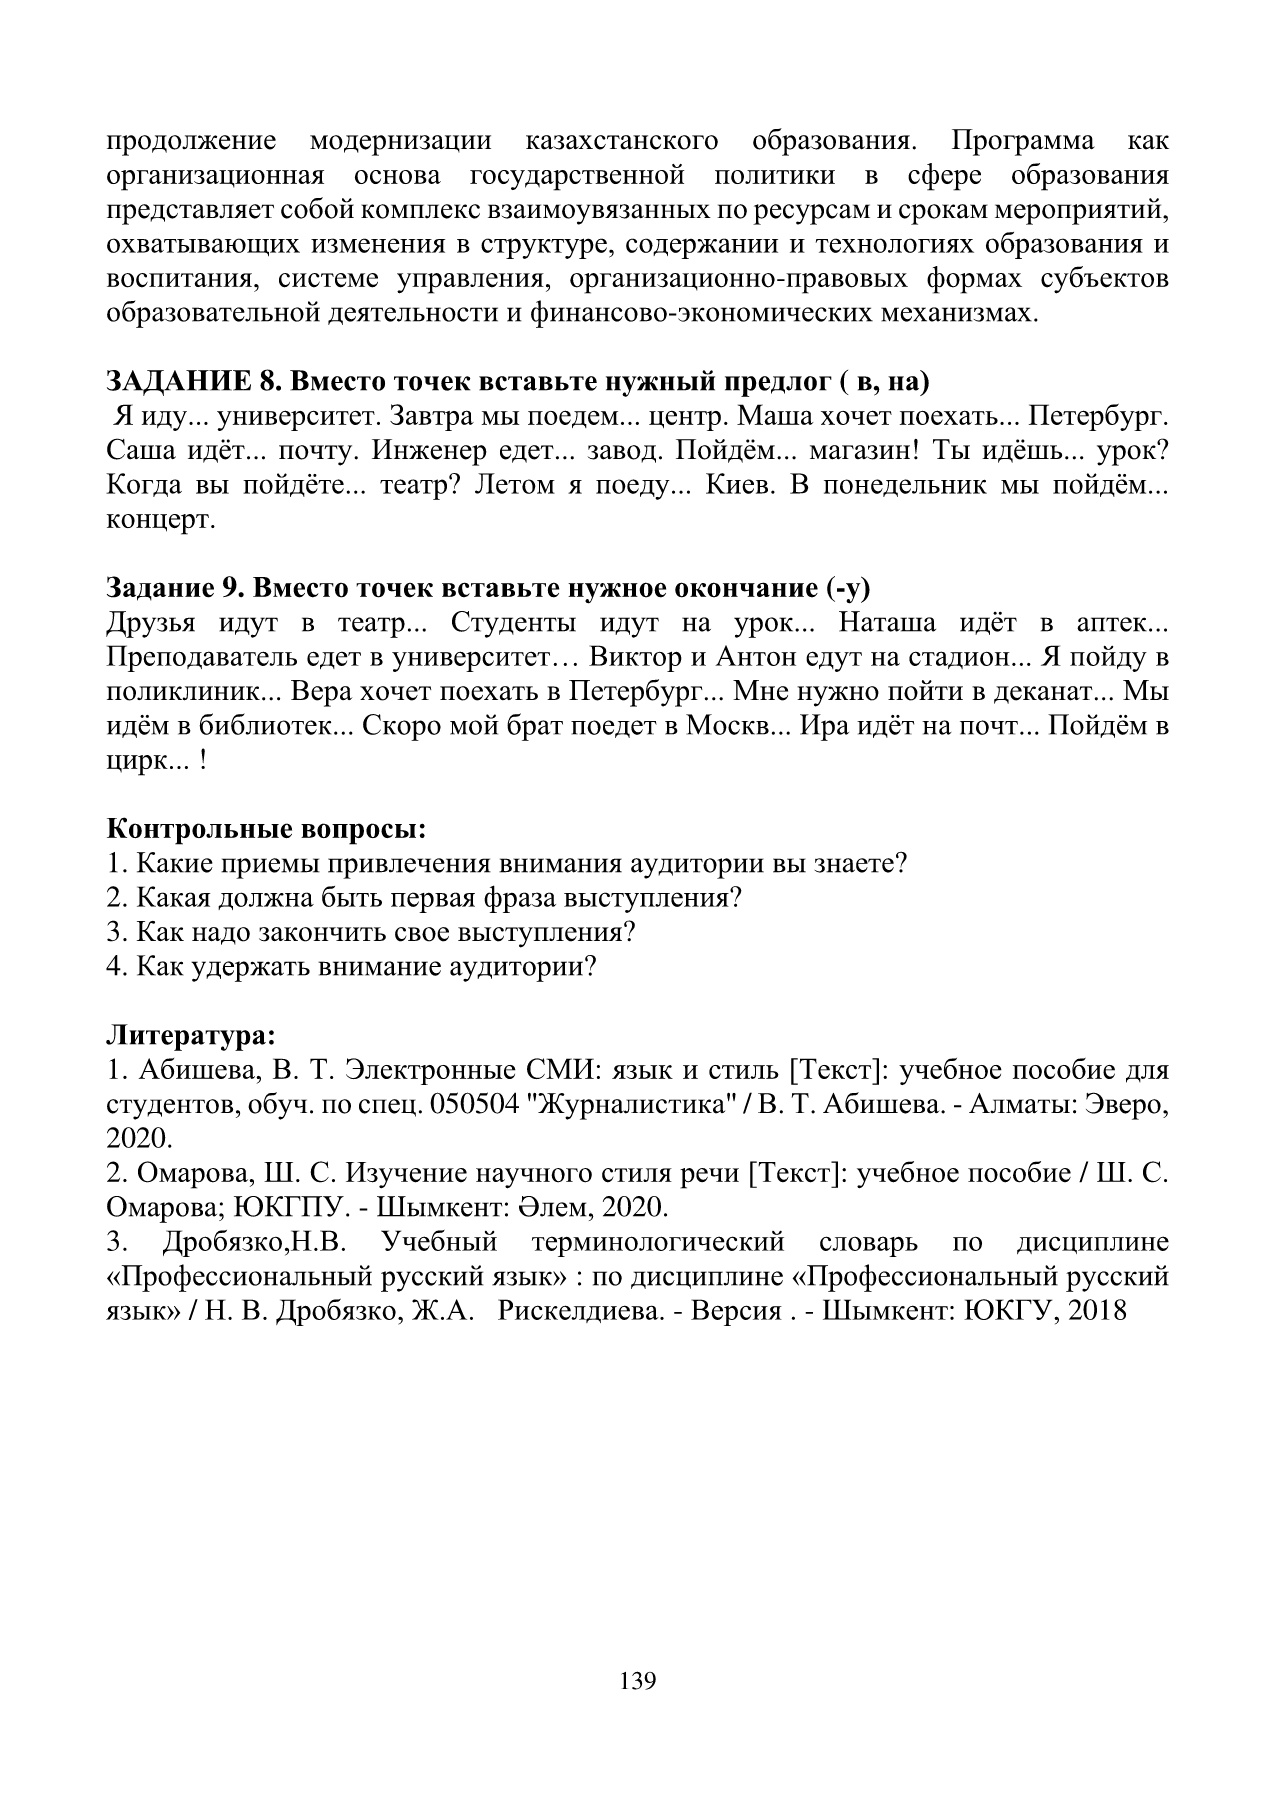 продолжение модернизации казахстанского образования. Программа как
организационная основа государственной политики в сфере образования
представляет собой комплекс взаимоувязанных по ресурсам и срокам мероприятий,
охватывающих изменения в структуре, содержании и технологиях образования и
воспитания, системе управления, организационно-правовых формах субъектов
образовательной деятельности и финансово-экономических механизмах.
ЗАДАНИЕ 8. Вместо точек вставьте нужный предлог ( в, на)
Я иду... университет. Завтра мы поедем... центр. Маша хочет поехать... Петербург.
Саша идёт... почту. Инженер едет... завод. Пойдём... магазин! Ты идёшь... урок?
Когда вы пойдёте... театр? Летом я поеду... Киев. В понедельник мы пойдём...
концерт.
Задание 9. Вместо точек вставьте нужное окончание (-у)
Друзья идут в театр... Студенты идут на урок... Наташа идёт в аптек...
Преподаватель едет в университет… Виктор и Антон едут на стадион... Я пойду в
поликлиник... Вера хочет поехать в Петербург... Мне нужно пойти в деканат... Мы
идём в библиотек... Скоро мой брат поедет в Москв... Ира идёт на почт... Пойдём в
цирк... !
Контрольные вопросы:
1. Какие приемы привлечения внимания аудитории вы знаете?
2. Какая должна быть первая фраза выступления?
3. Как надо закончить свое выступления?
4. Как удержать внимание аудитории?
Литература:
1. Абишева, В. Т. Электронные СМИ: язык и стиль [Текст]: учебное пособие для
студентов, обуч. по спец. 050504 "Журналистика" / В. Т. Абишева. - Алматы: Эверо,
2020.
2. Омарова, Ш. С. Изучение научного стиля речи [Текст]: учебное пособие / Ш. С.
Омарова; ЮКГПУ. - Шымкент: Әлем, 2020.
3. Дробязко,Н.В. Учебный терминологический словарь по дисциплине
«Профессиональный русский язык» : по дисциплине «Профессиональный русский
язык» / Н. В. Дробязко, Ж.А. Рискелдиева. - Версия . - Шымкент: ЮКГУ, 2018
139